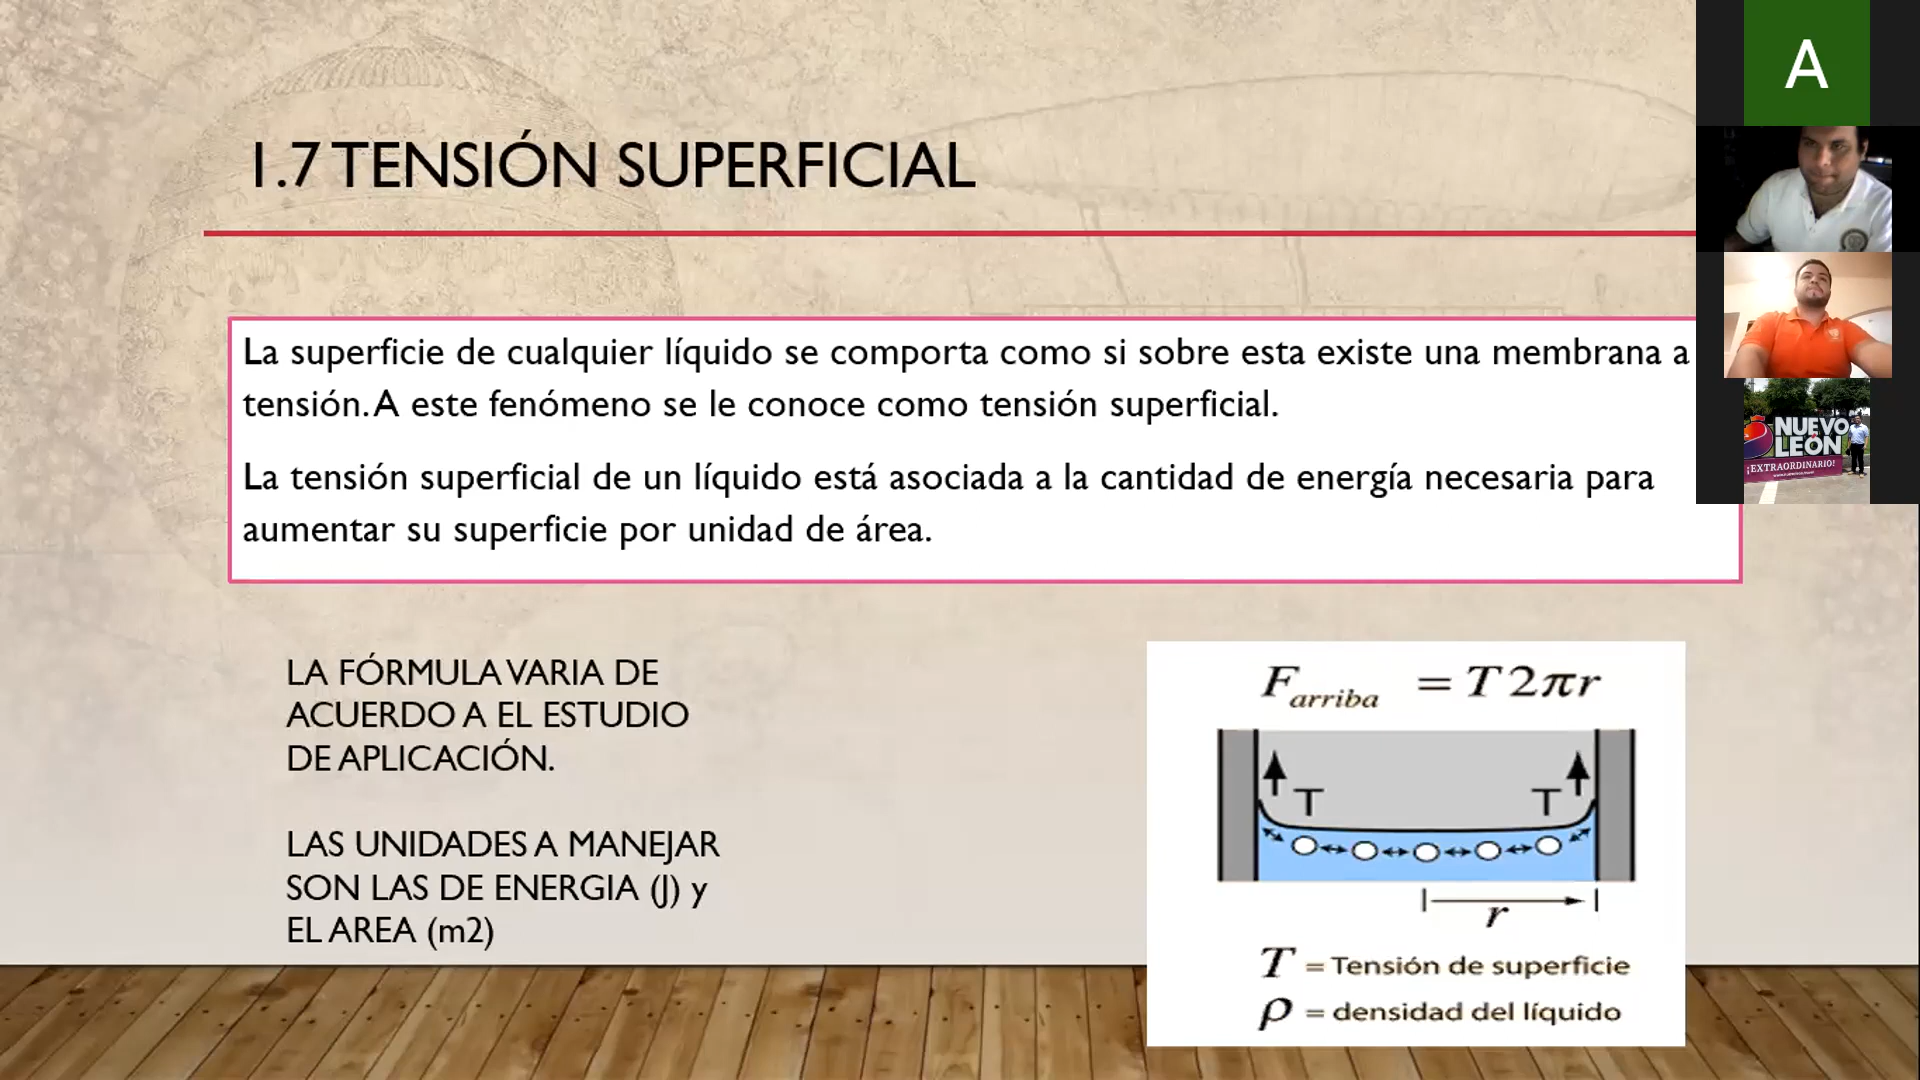 1.7 TENSIÓN SUPERFICIAL
La superficie de cualquier líquido se comporta como si sobre esta existe una membrana a
tensión. A este fenómeno se le conoce como tensión superficial.
La tensión superficial de un líquido está asociada a la cantidad de energía necesaria para
aumentar su superficie por unidad de área.
LA FÓRMULA VARIA DE
ACUERDO A EL ESTUDIO
DE APLICACIÓN.
LAS UNIDADES A MANEJAR
SON LAS DE ENERGIA (J) y
EL AREA (m2)
F arriba = T2πr
T T
r
T = Tensión de superficie
ρ = densidad del líquido
A
NUEVO
LEÓN
¡EXTRAORDINARIO!